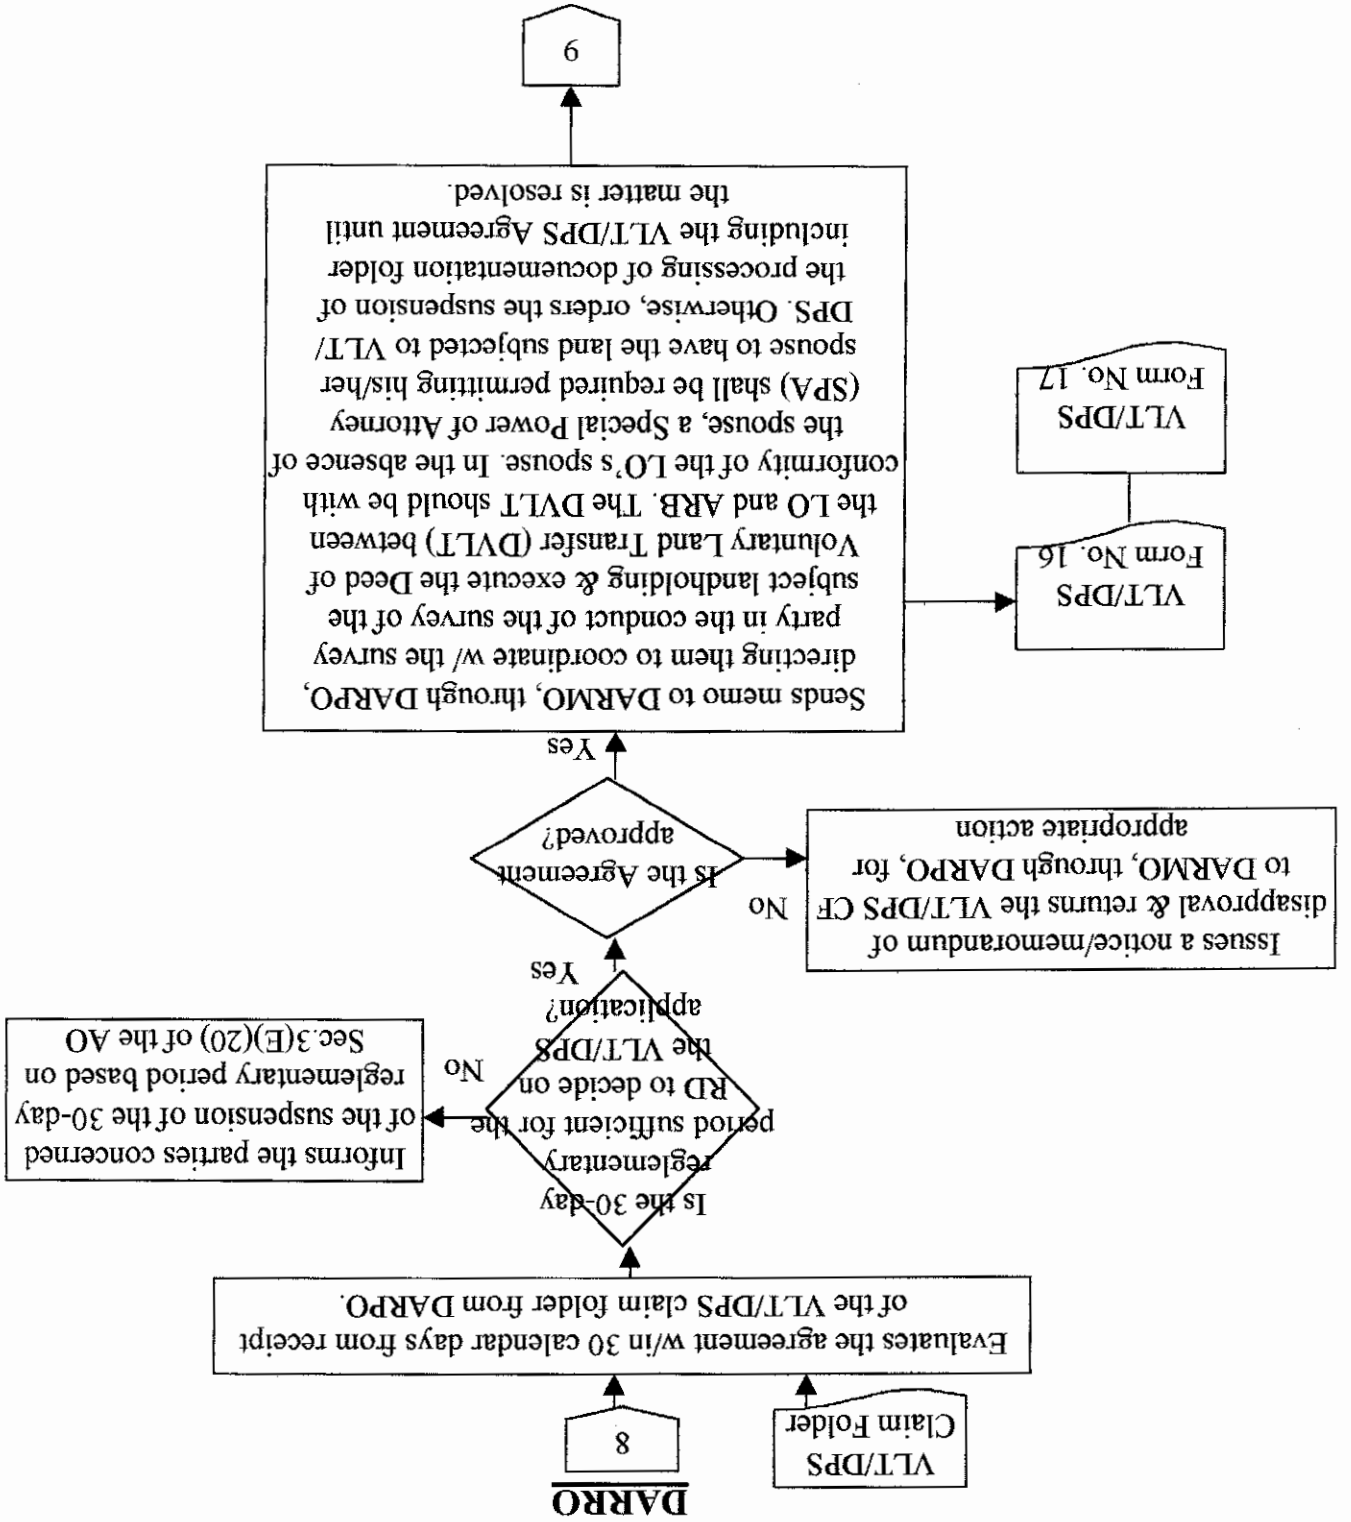 DARRO
VLT/DPS
Claim Folder
8
Evaluates the agreement w/in 30 calendar days from receipt
of the VLT/DPS claim folder from DARPO.
Is the 30-day
reglementary
period sufficient for the
RD to decide on
the VLT/DPS
application?
No
Informs the parties concerned
of the suspension of the 30-day
reglementary period based on
Sec.3(E)(20) of the AO
Yes
Is the Agreement
approved?
No
Issues a notice/memorandum of
disapproval & returns the VLT/DPS CF
to DARMO, through DARPO, for
appropriate action
Yes
Sends memo to DARMO, through DARPO,
directing them to coordinate w/ the survey
party in the conduct of the survey of the
subject landholding & execute the Deed of
Voluntary Land Transfer (DVLT) between
the LO and ARB. The DVLT should be with
conformity of the LO's spouse. In the absence of
the spouse, a Special Power of Attorney
(SPA) shall be required permitting his/her
spouse to have the land subjected to VLT/
DPS. Otherwise, orders the suspension of
the processing of docuementation folder
including the VLT/DPS Agreement until
the matter is resolved.
VLT/DPS
Form No. 16
VLT/DPS
Form No. 17
9